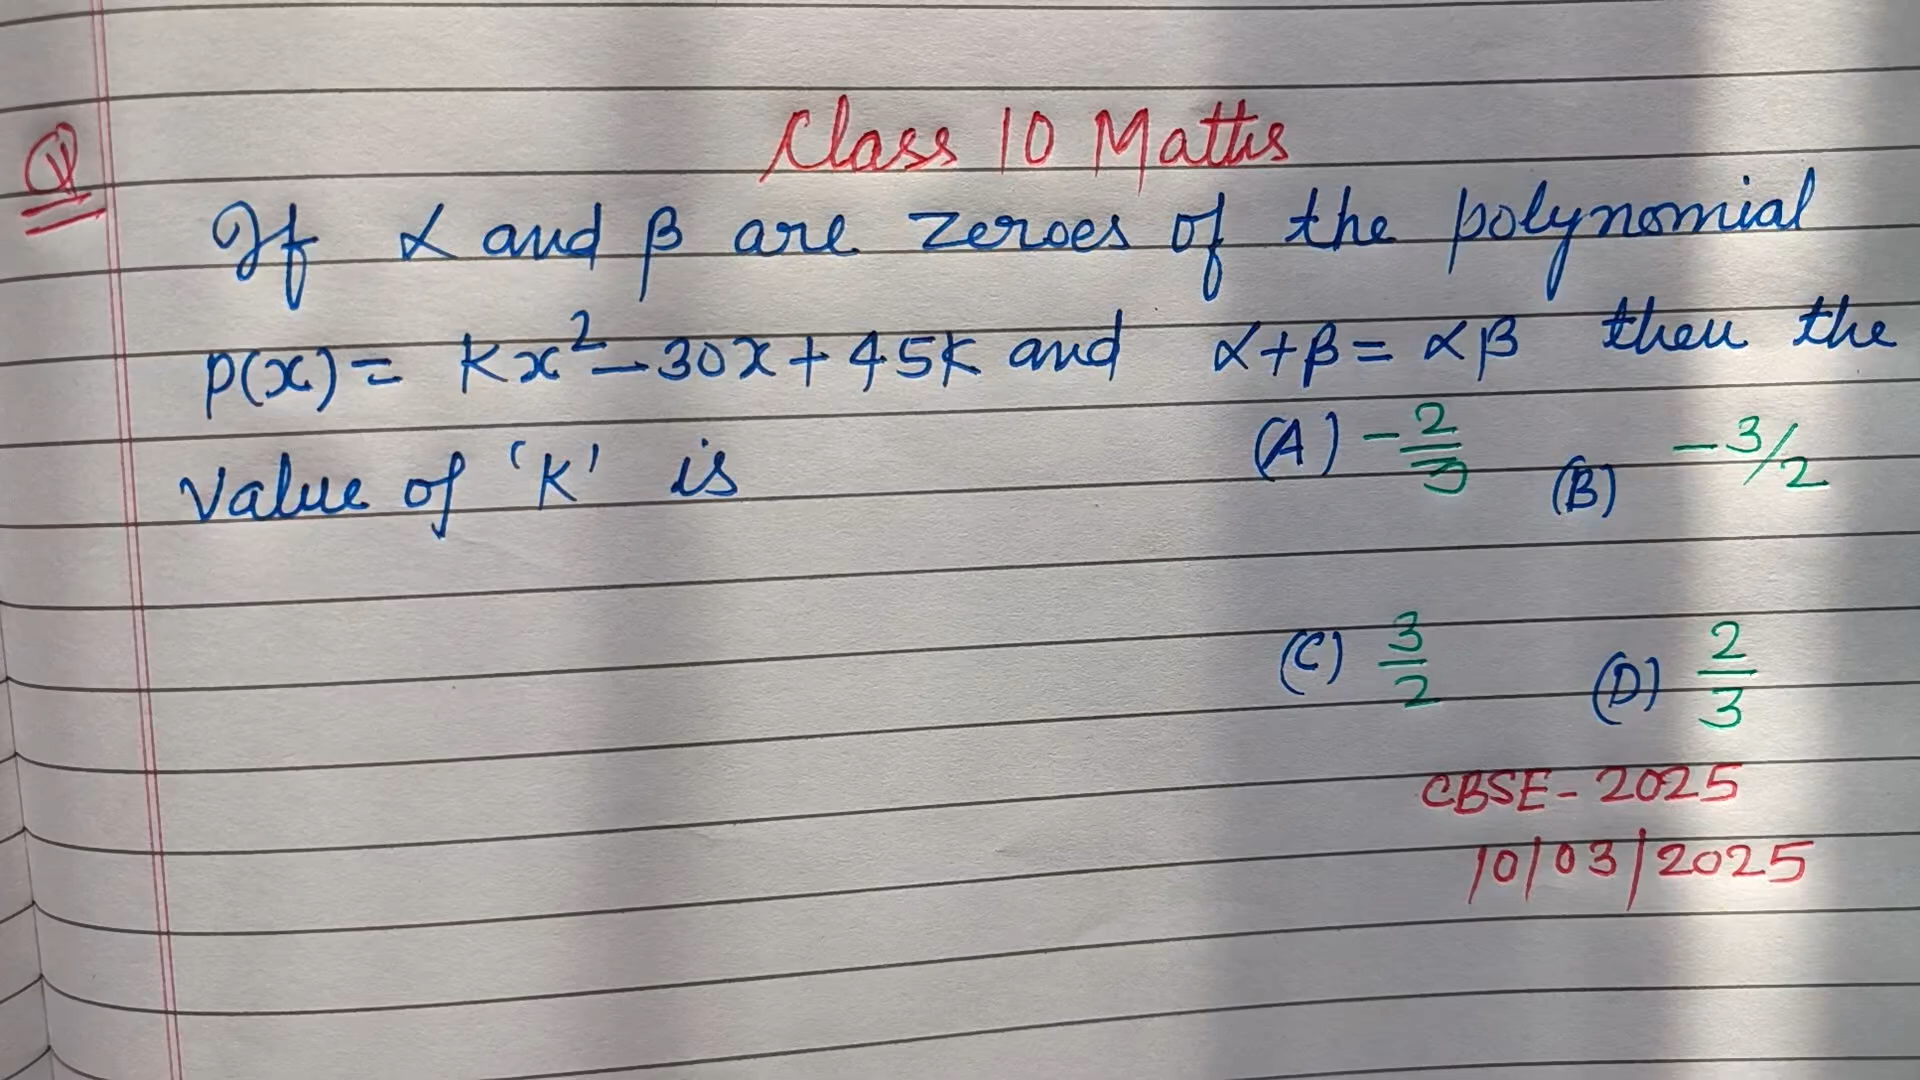 Class 10 Maths
Q
If α and β are zeroes of the polynomial
p(x) = kx² - 30x + 45k and α+β = αβ then the
value of 'k' is
(A) -2/3 (B) -3/2
(C) 3/2 (D) 2/3
CBSE - 2025
10/03/2025